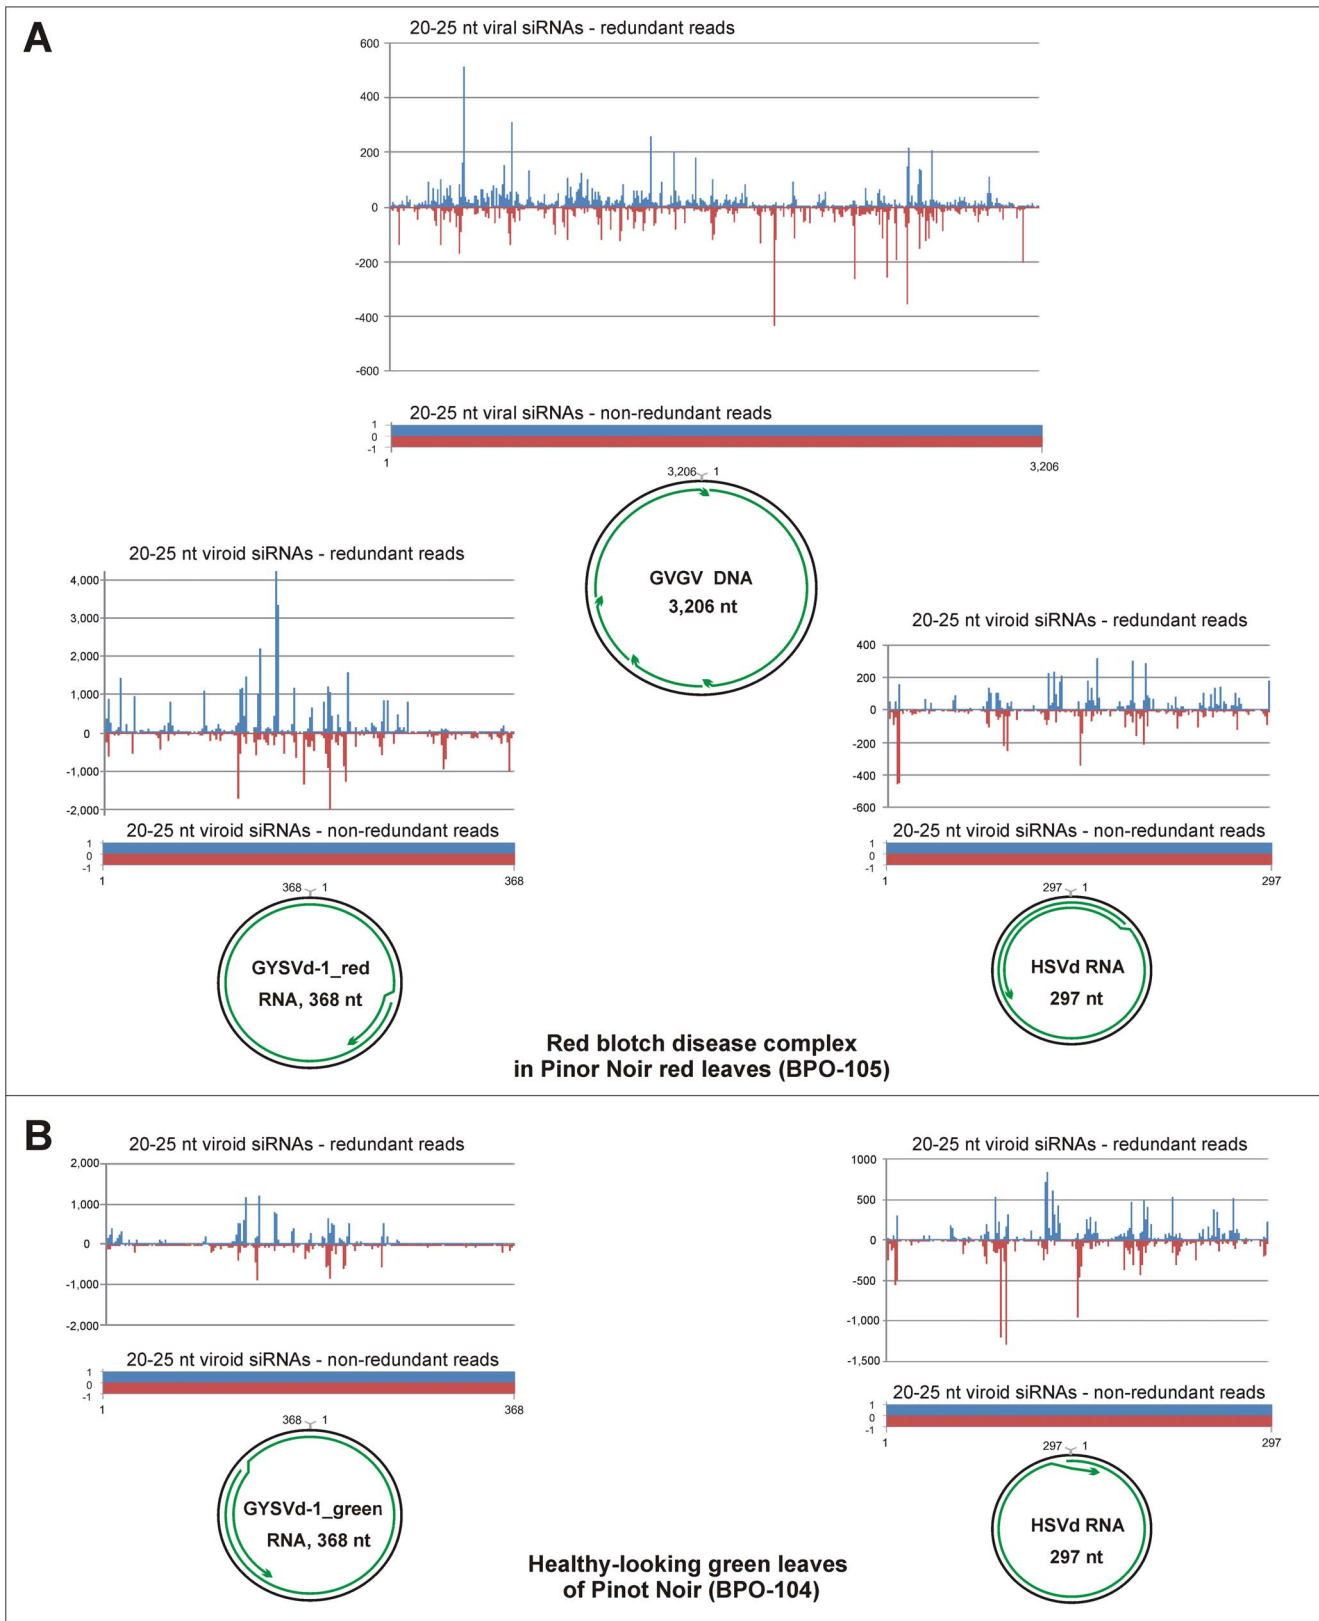 A
20-25 nt viral siRNAs - redundant reads
600
400
200
0
-200
-400
-600
20-25 nt viral siRNAs - non-redundant reads
1
0
-1
1
3,206
3,206 1
GVGV DNA
3,206 nt
20-25 nt viroid siRNAs - redundant reads
4,000
3,000
2,000
1,000
0
-1,000
-2,000
20-25 nt viroid siRNAs - non-redundant reads
1
0
-1
1
368
368 1
GYSVd-1_red
RNA, 368 nt
20-25 nt viroid siRNAs - redundant reads
400
200
0
-200
-400
-600
20-25 nt viroid siRNAs - non-redundant reads
1
0
-1
1
297
297 1
HSVd RNA
297 nt
Red blotch disease complex
in Pinor Noir red leaves (BPO-105)
B
20-25 nt viroid siRNAs - redundant reads
2,000
1,000
0
-1,000
-2,000
20-25 nt viroid siRNAs - non-redundant reads
1
0
-1
1
368
368 1
GYSVd-1_green
RNA, 368 nt
20-25 nt viroid siRNAs - redundant reads
1000
500
0
-500
-1,000
-1,500
20-25 nt viroid siRNAs - non-redundant reads
1
0
-1
1
297
297 1
HSVd RNA
297 nt
Healthy-looking green leaves
of Pinot Noir (BPO-104)